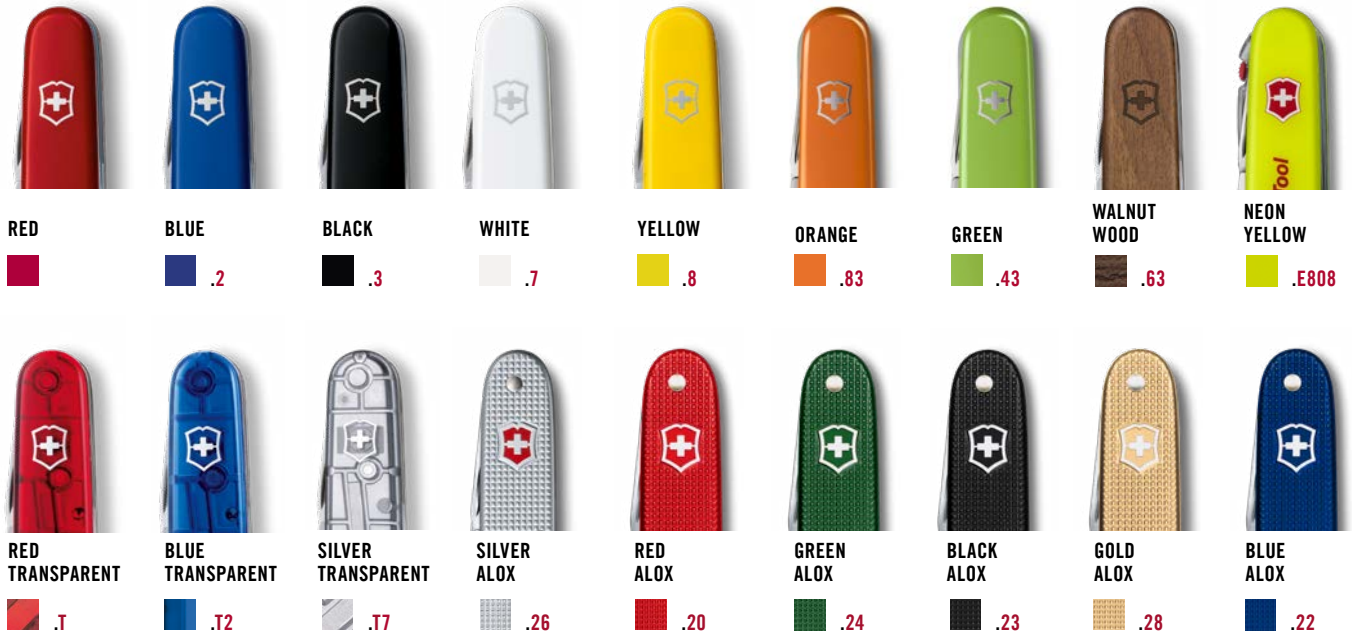 Tool
RED
BLUE
BLACK
WHITE
YELLOW
ORANGE
GREEN
WALNUT
WOOD
NEON
YELLOW
.2
.3
.7
.8
.83
.43
.63
.E808
RED
TRANSPARENT
BLUE
TRANSPARENT
SILVER
TRANSPARENT
SILVER
ALOX
RED
ALOX
GREEN
ALOX
BLACK
ALOX
GOLD
ALOX
BLUE
ALOX
.T
.T2
.T7
.26
.20
.24
.23
.28
.22